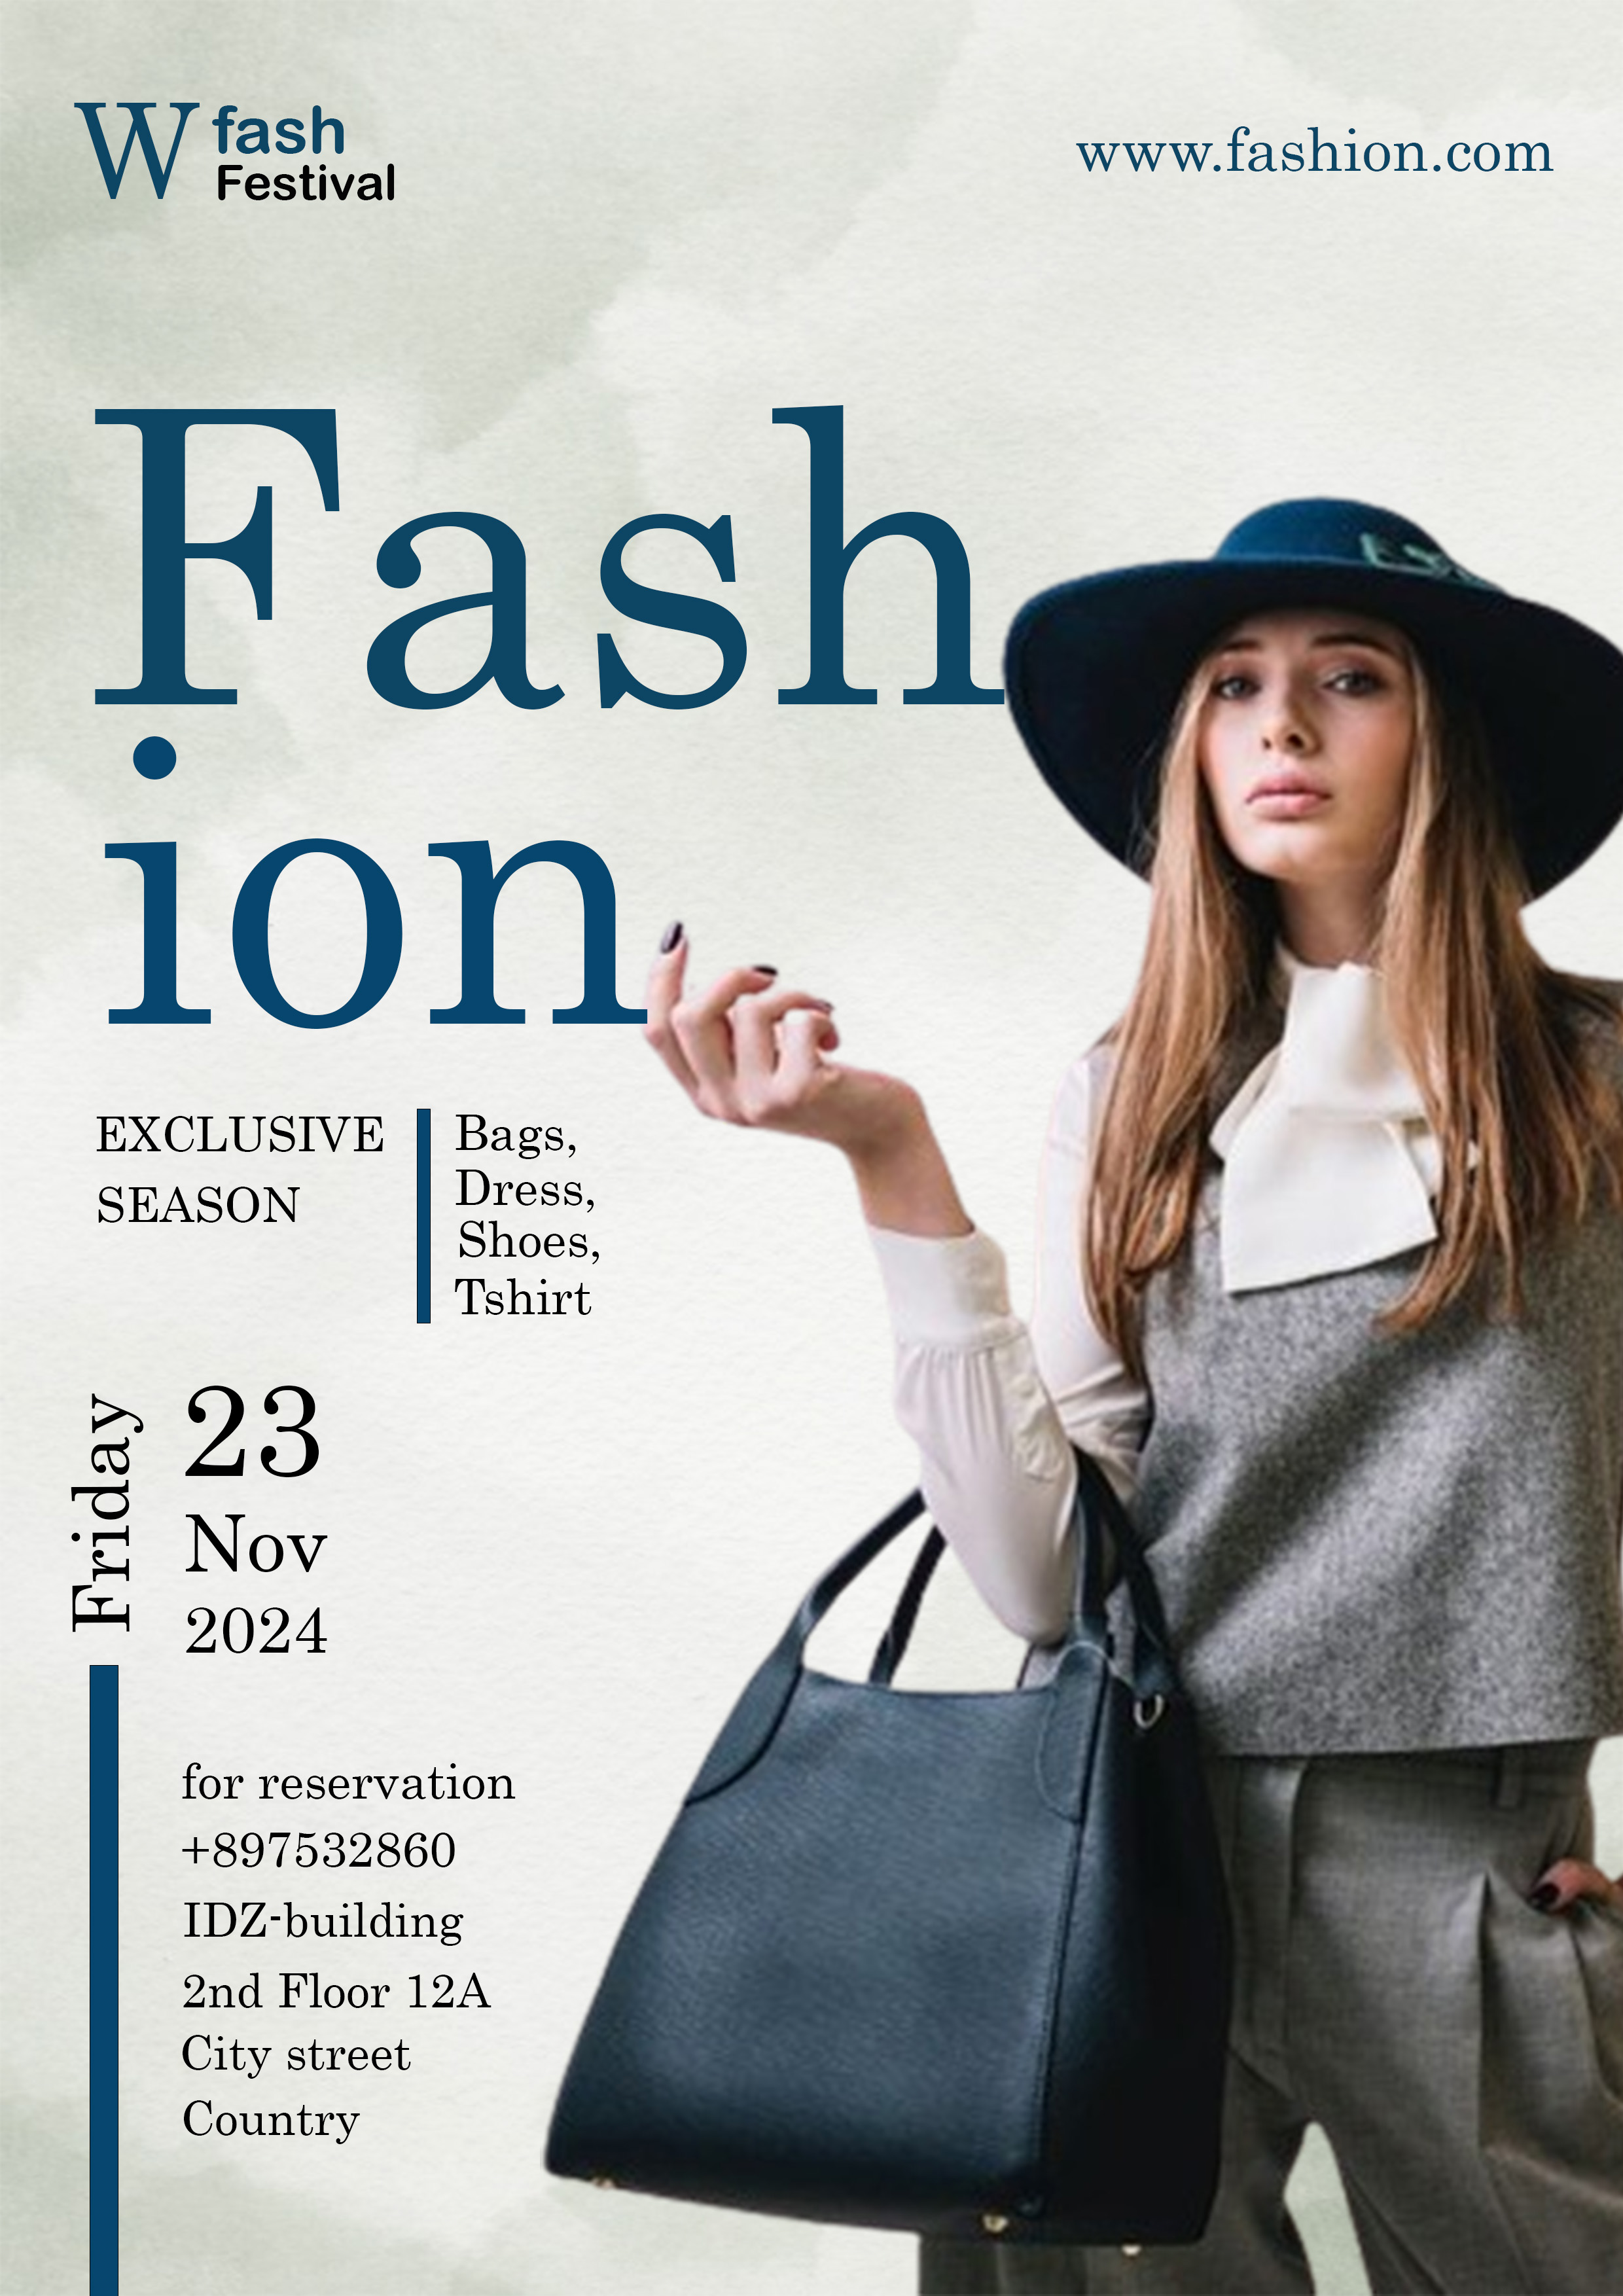 W fash
Festival
www.fashion.com
Fash
ion
EXCLUSIVE
SEASON
Bags,
Dress,
Shoes,
Tshirt
Friday
23
Nov
2024
for reservation
+897532860
IDZ-building
2nd Floor 12A
City street
Country